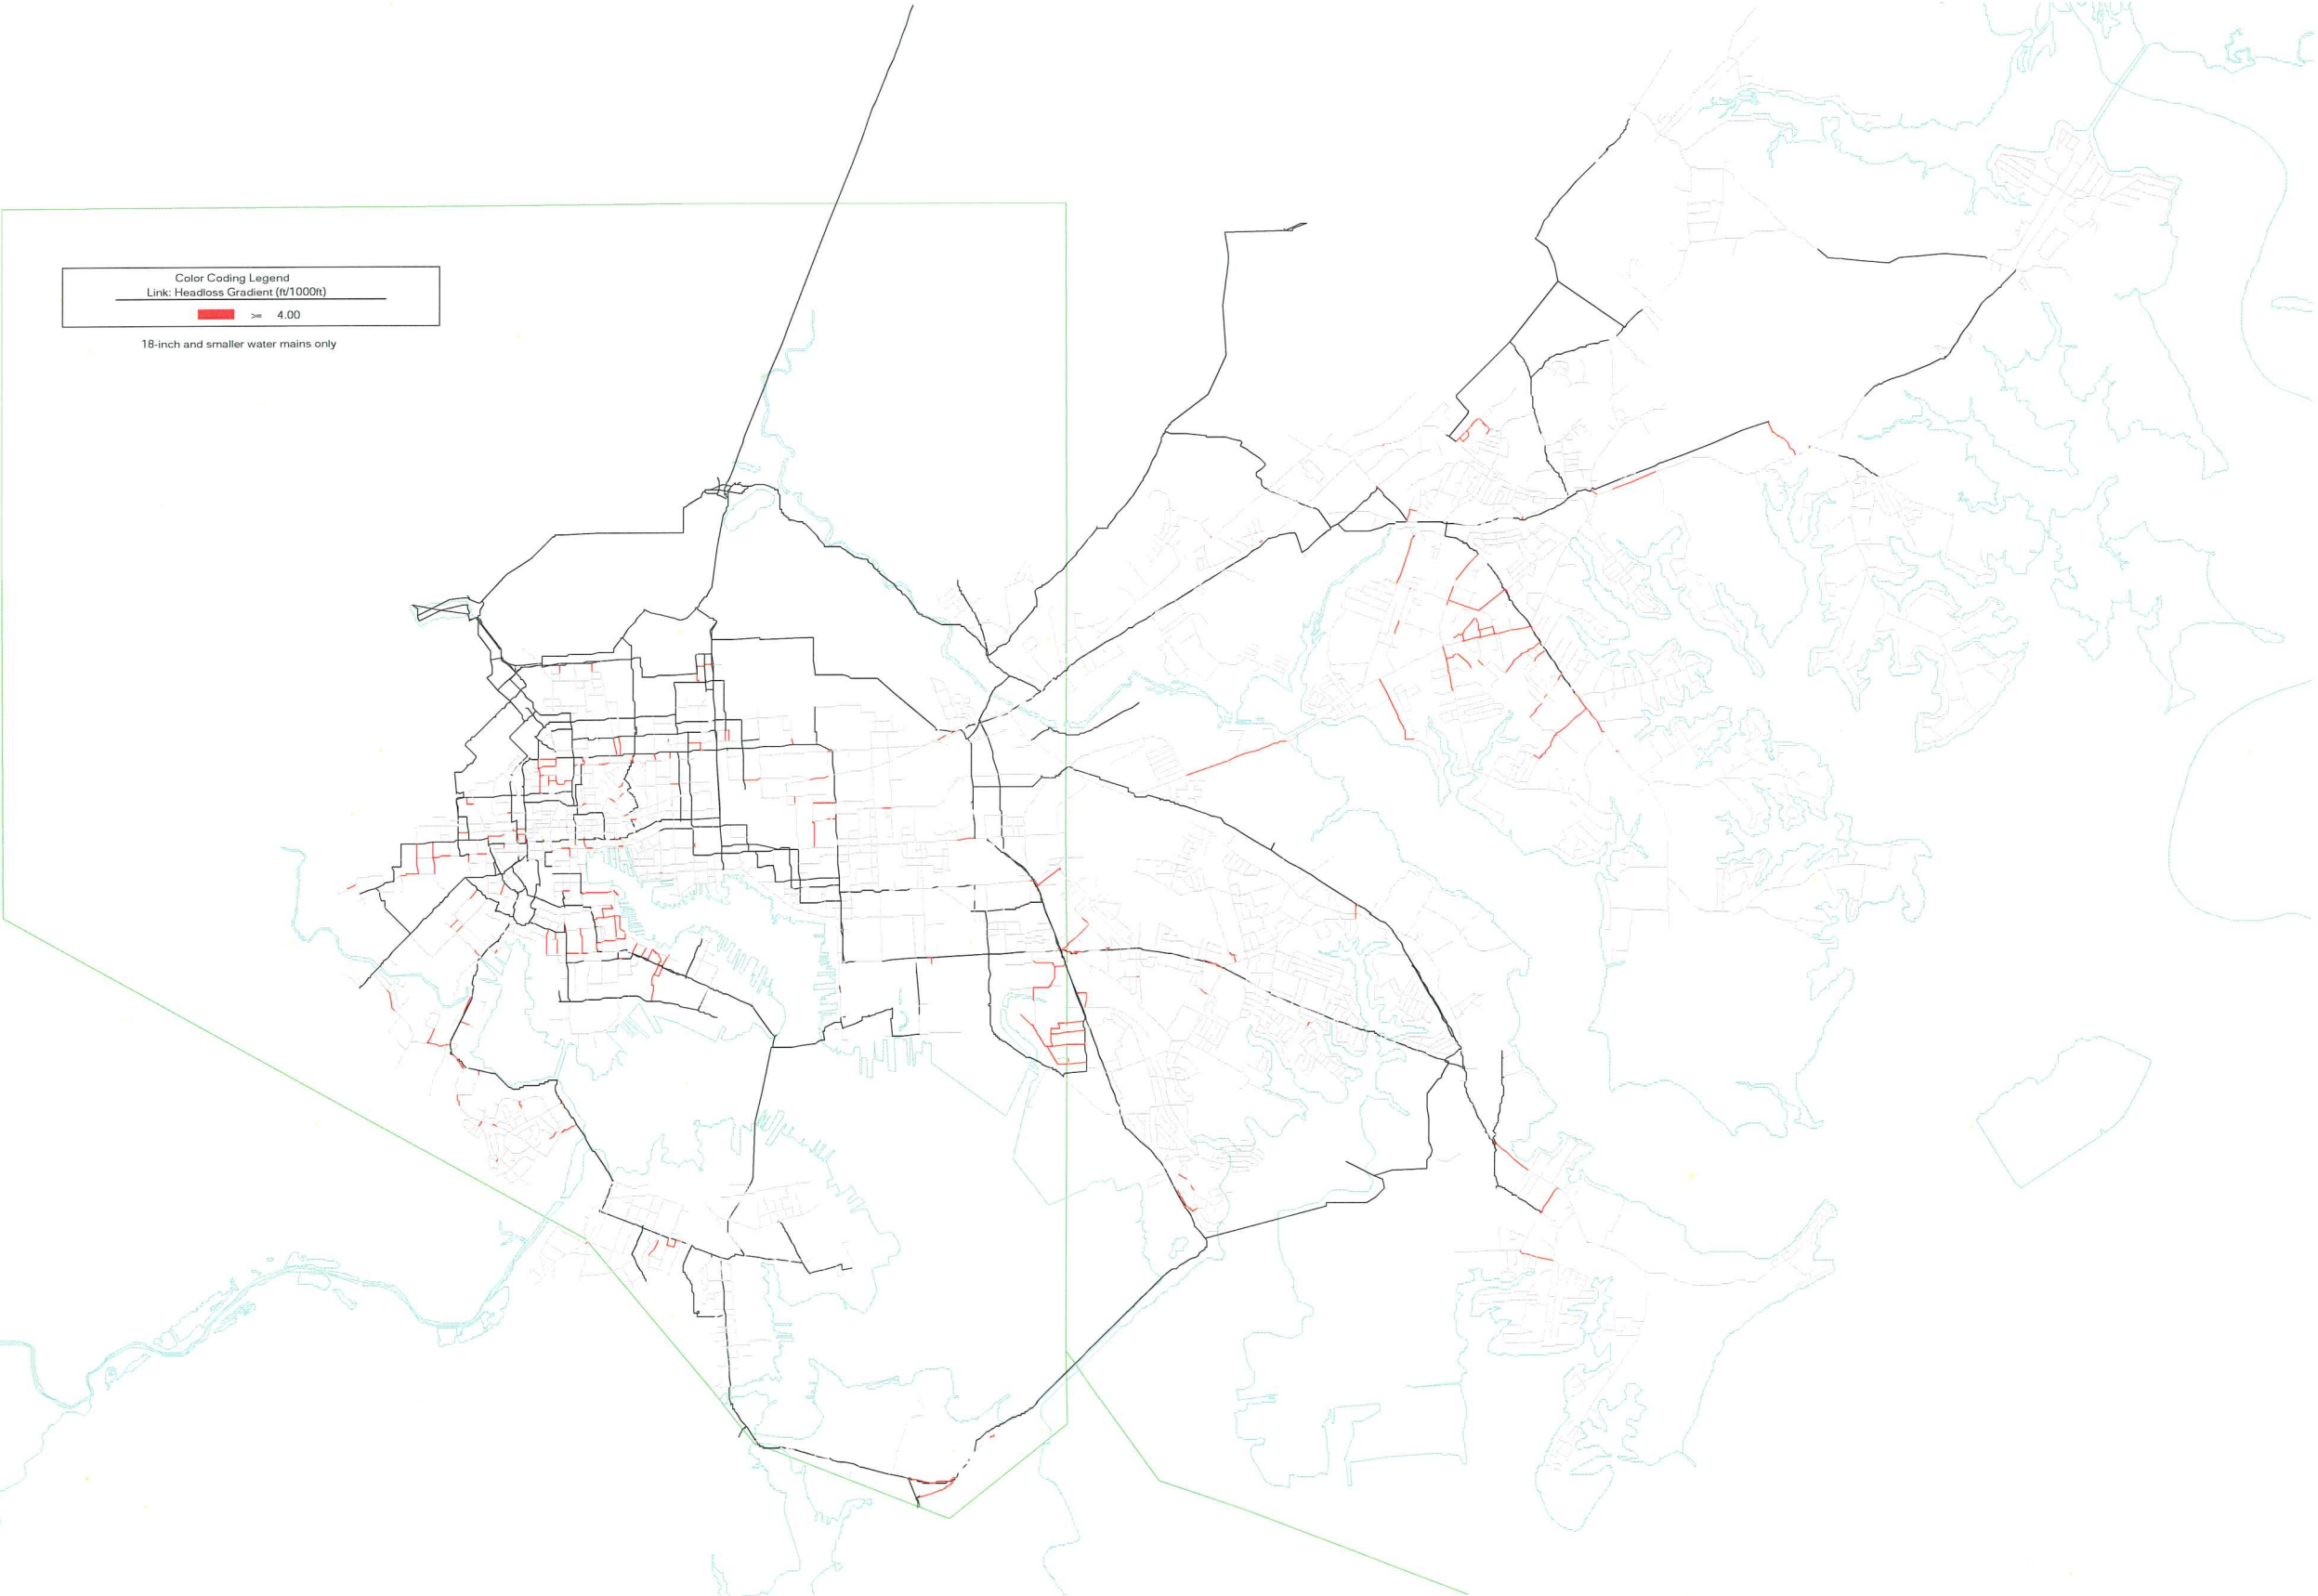 Color Coding Legend
Link: Headloss Gradient (ft/1000ft)
>= 4.00
18-inch and smaller water mains only